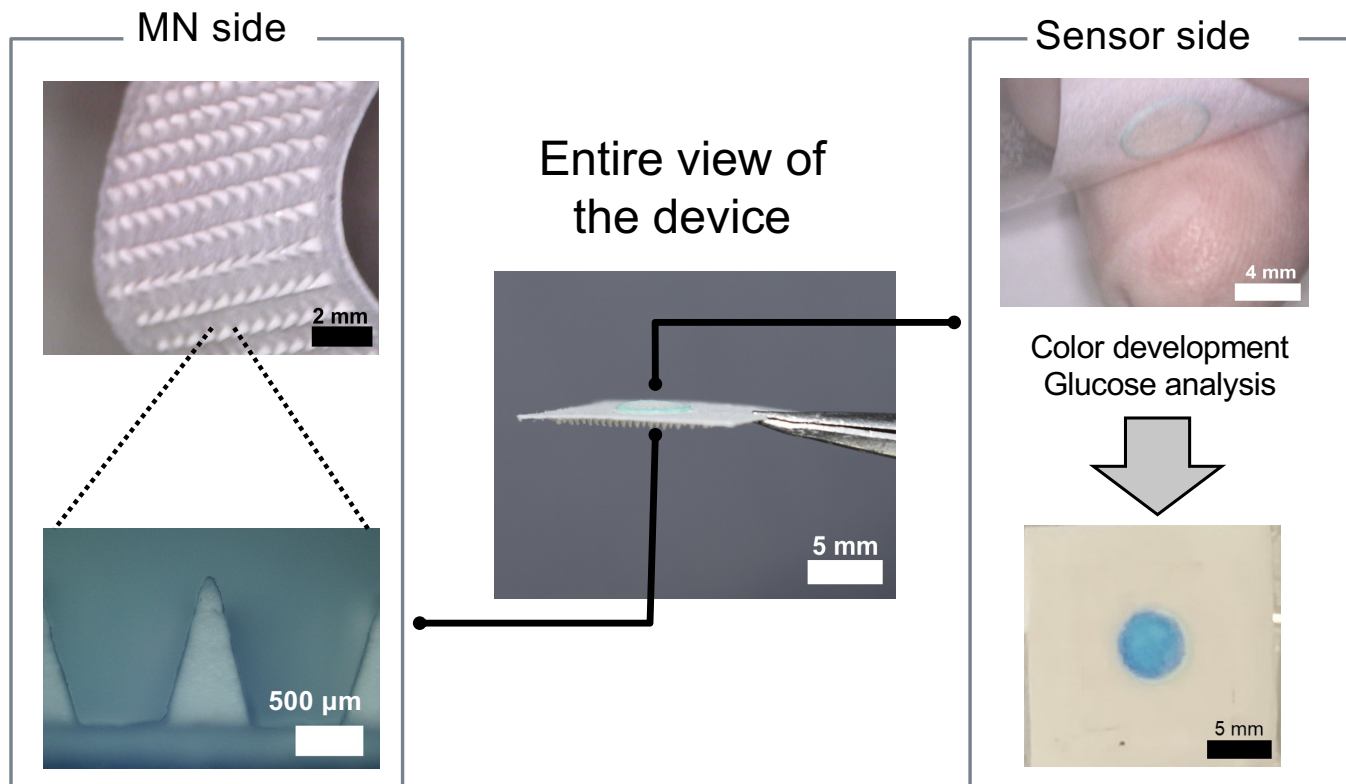 MN side
2 mm
500 µm
Entire view of
the device
5 mm
Sensor side
4 mm
Color development
Glucose analysis
5 mm